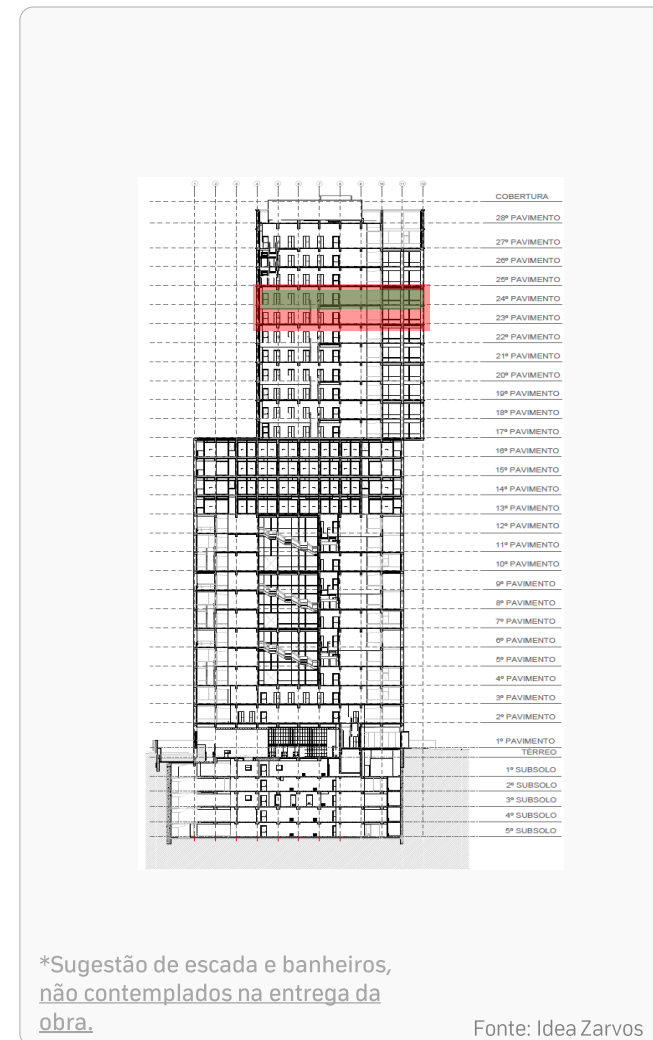 COBERTURA
28º PAVIMENTO
27º PAVIMENTO
26º PAVIMENTO
25º PAVIMENTO
24º PAVIMENTO
23º PAVIMENTO
22º PAVIMENTO
21º PAVIMENTO
20º PAVIMENTO
19º PAVIMENTO
18º PAVIMENTO
17º PAVIMENTO
16º PAVIMENTO
15º PAVIMENTO
14º PAVIMENTO
13º PAVIMENTO
12º PAVIMENTO
11º PAVIMENTO
10º PAVIMENTO
9º PAVIMENTO
8º PAVIMENTO
7º PAVIMENTO
6º PAVIMENTO
5º PAVIMENTO
4º PAVIMENTO
3º PAVIMENTO
2º PAVIMENTO
1º PAVIMENTO
TÉRREO
1º SUBSOLO
2º SUBSOLO
3º SUBSOLO
4º SUBSOLO
5º SUBSOLO
*Sugestão de escada e banheiros,
não contemplados na entrega da
obra.
Fonte: Idea Zarvos